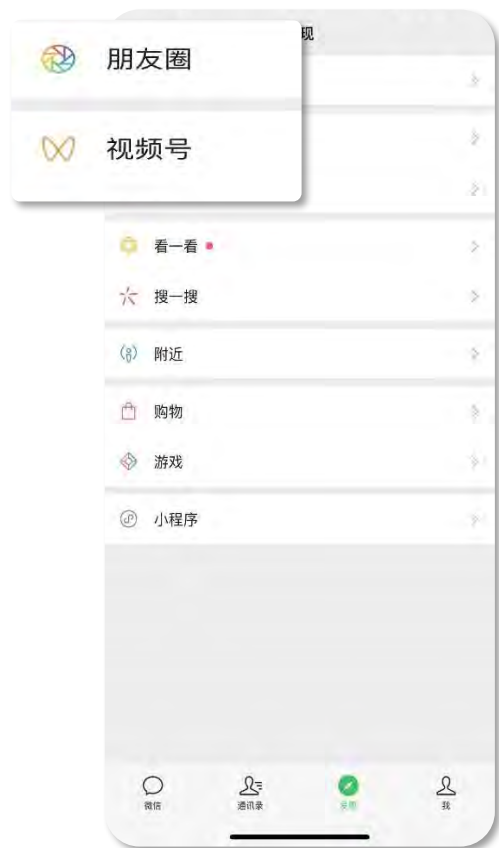 现
朋友圈
视频号
看一看
搜一搜
附近
购物
游戏
小程序
微信
通讯录
发现
我